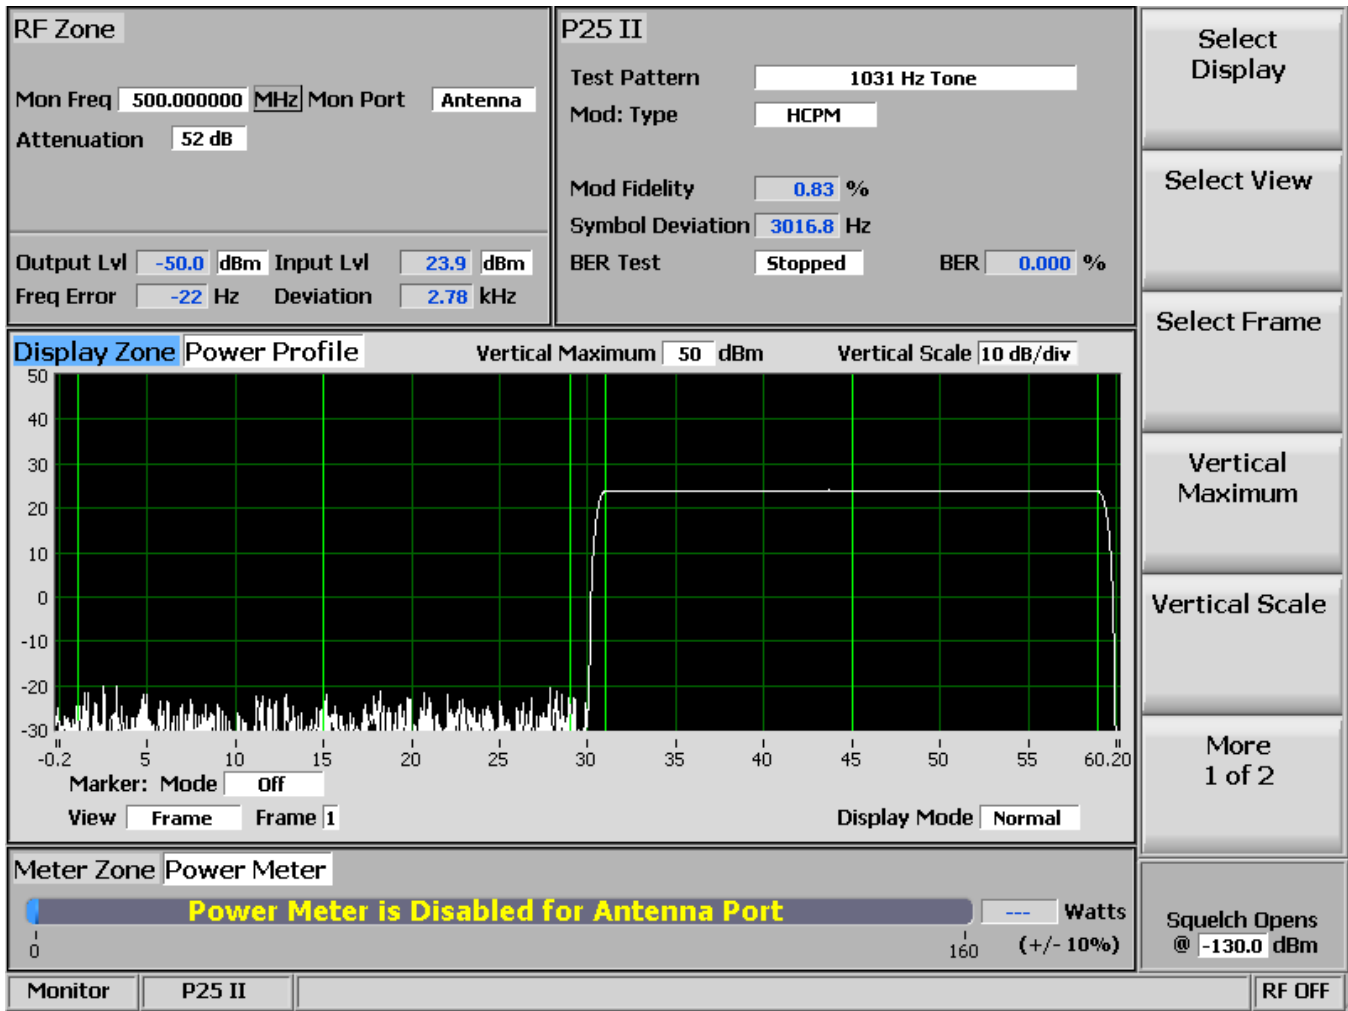 RF Zone
Mon Freq 500.000000 MHz Mon Port Antenna
Attenuation 52 dB
Output Lvl -50.0 dBm Input Lvl 23.9 dBm
Freq Error -22 Hz Deviation 2.78 kHz
P25 II
Test Pattern 1031 Hz Tone
Mod: Type HCPM
Mod Fidelity 0.83 %
Symbol Deviation 3016.8 Hz
BER Test Stopped BER 0.000 %
Display Zone Power Profile Vertical Maximum 50 dBm Vertical Scale 10 dB/div
50
40
30
20
10
0
-10
-20
-30
-0.2 5 10 15 20 25 30 35 40 45 50 55 60.20
Marker: Mode Off
View Frame Frame 1 Display Mode Normal
Meter Zone Power Meter
Power Meter is Disabled for Antenna Port --- Watts
0 160 (+/- 10%)
Select
Display
Select View
Select Frame
Vertical
Maximum
Vertical Scale
More
1 of 2
Squelch Opens
@ -130.0 dBm
Monitor P25 II RF OFF